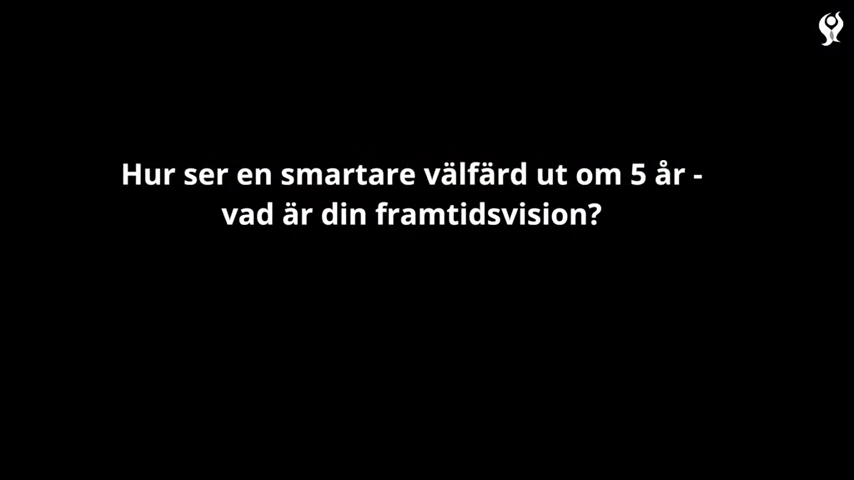 Hur ser en smartare välfärd ut om 5 år -
vad är din framtidsvision?